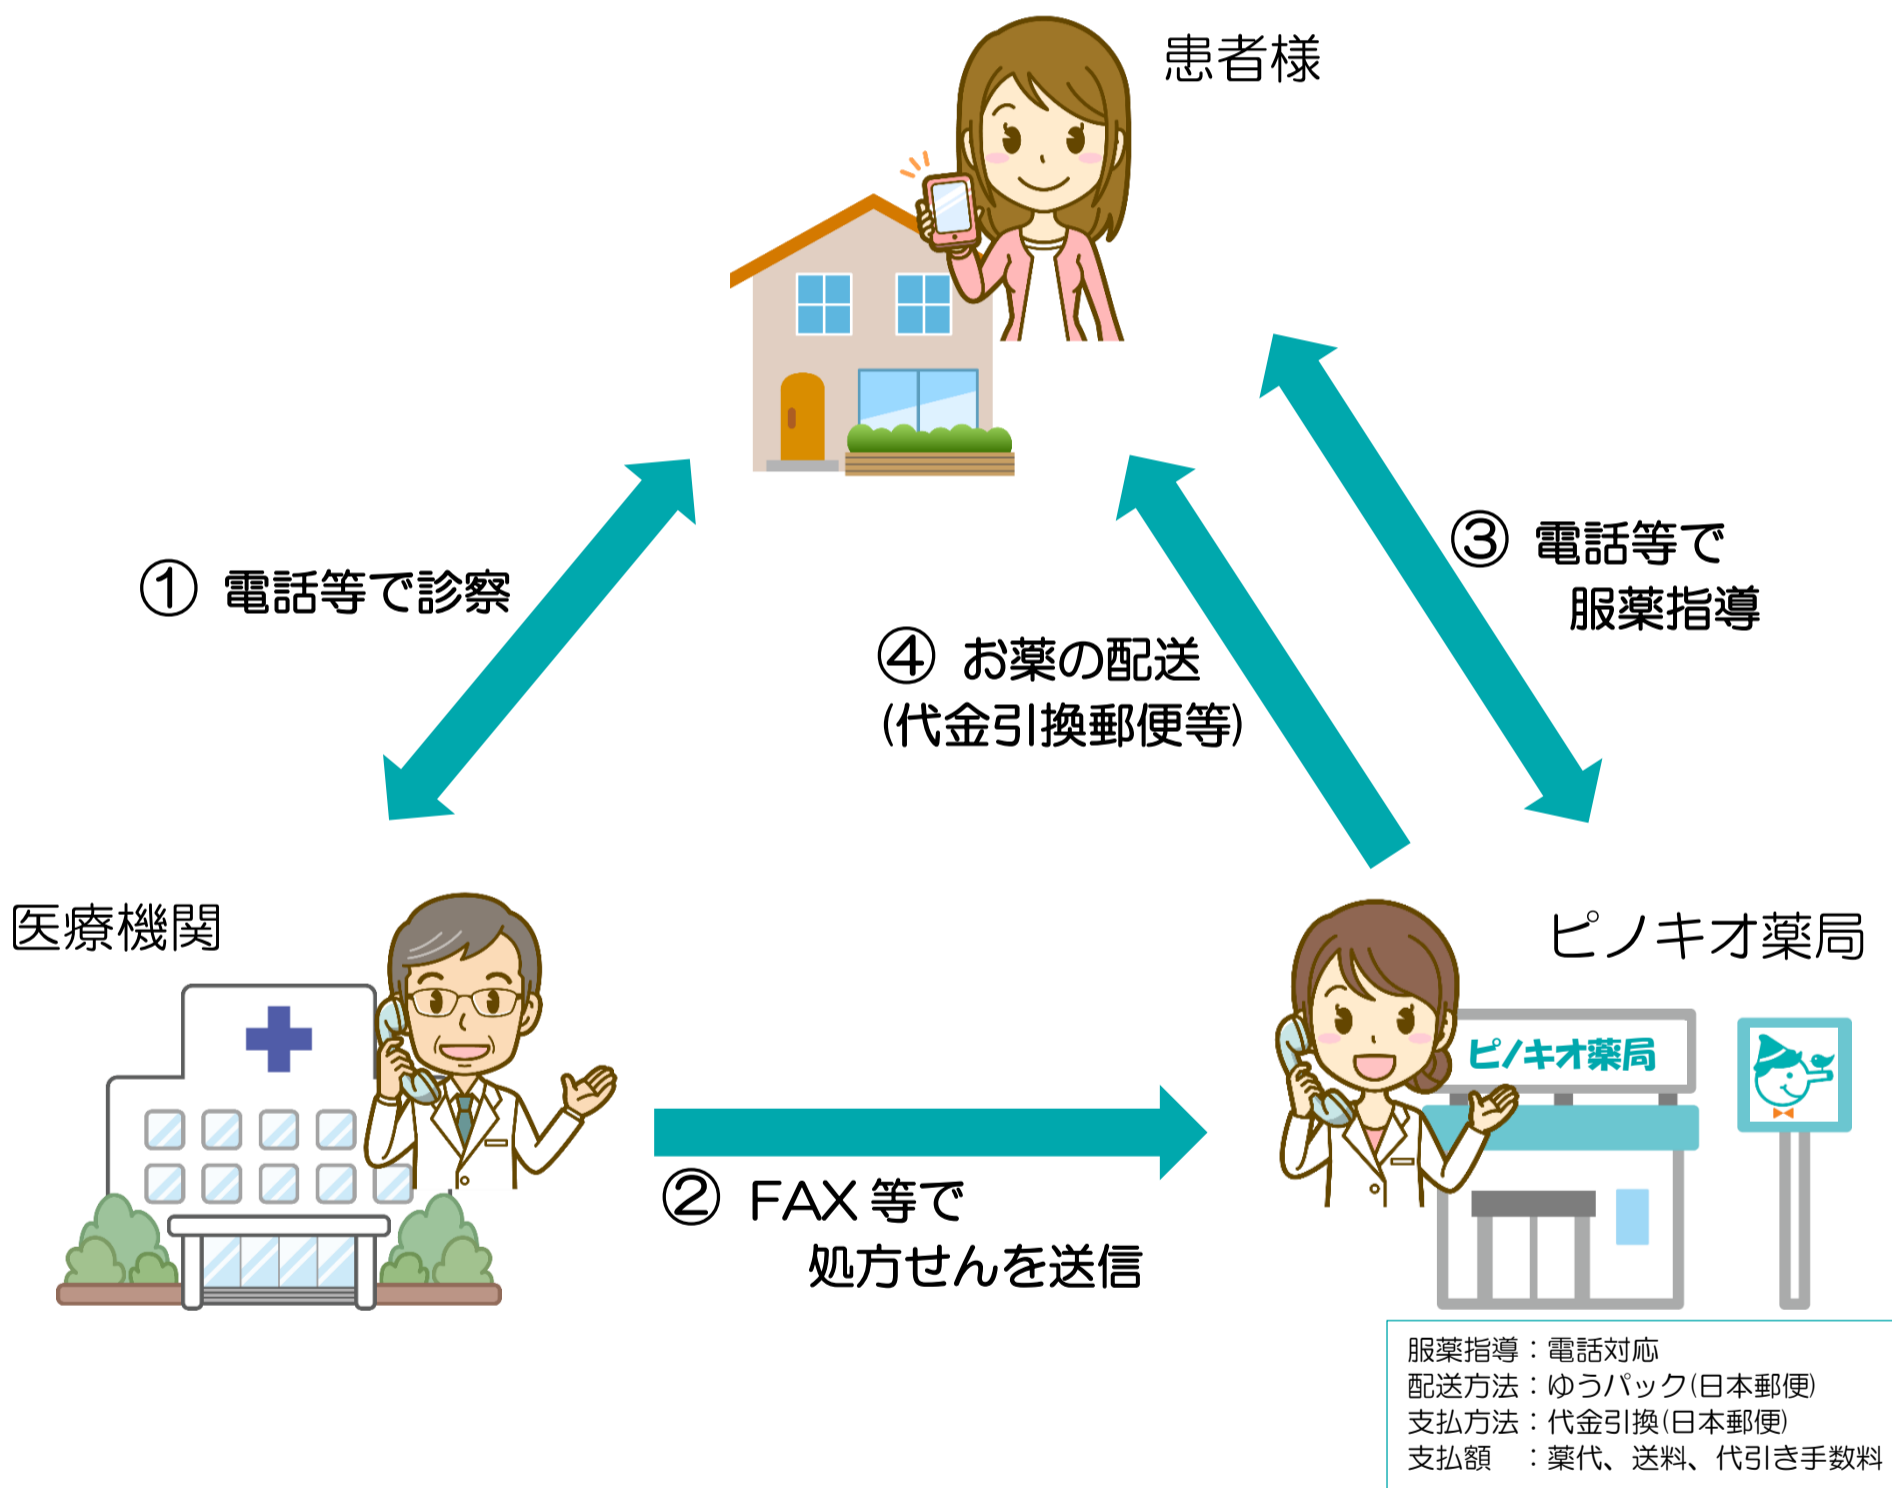 患者様
① 電話等で診察
③ 電話等で
服薬指導
④ お薬の配送
(代金引換郵便等)
医療機関
ピノキオ薬局
ピノキオ薬局
② FAX 等で
処方せんを送信
服薬指導：電話対応
配送方法：ゆうパック(日本郵便)
支払方法：代金引換(日本郵便)
支払額　：薬代、送料、代引き手数料